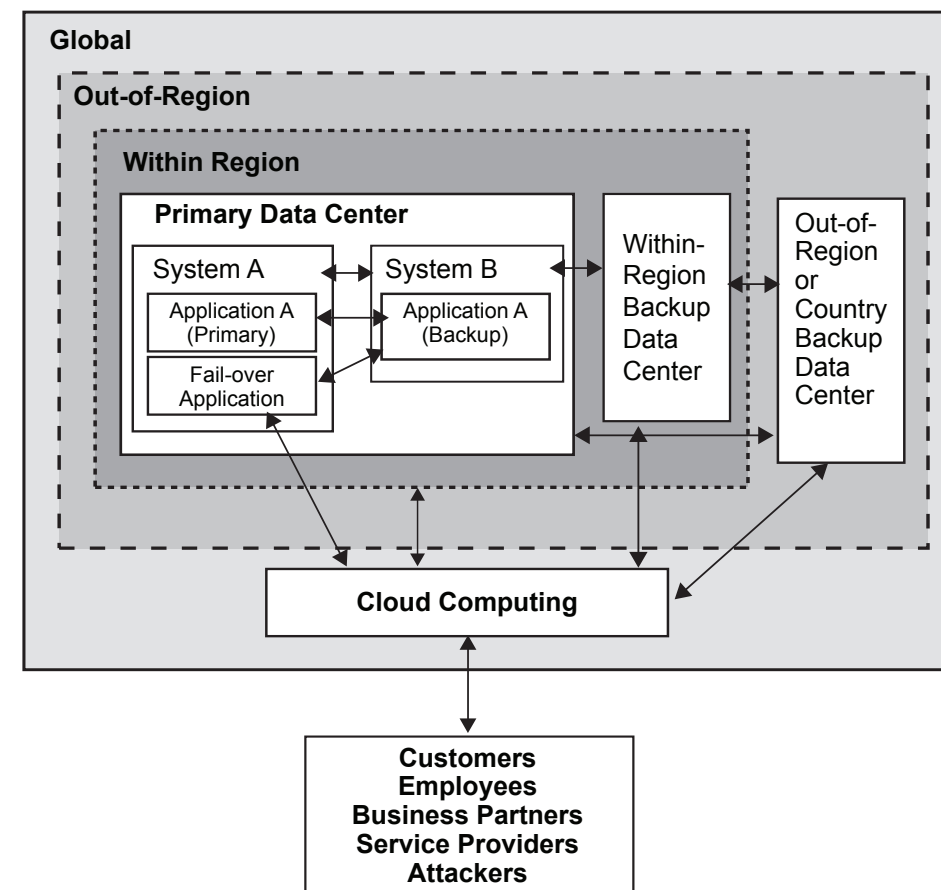 Global
Out-of-Region
Within Region
Primary Data Center
System A
Application A
(Primary)
Fail-over
Application
System B
Application A
(Backup)
Within-
Region
Backup
Data
Center
Out-of-
Region
or
Country
Backup
Data
Center
Cloud Computing
Customers
Employees
Business Partners
Service Providers
Attackers